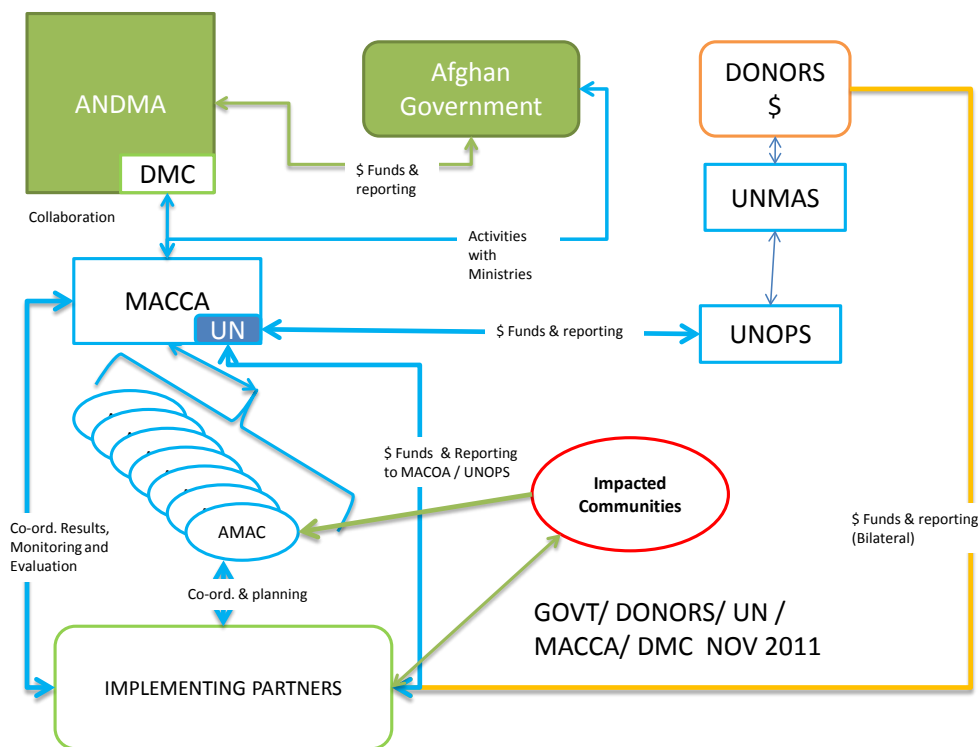 ANDMA
DMC
Afghan
Government
DONORS
$
$ Funds &
reporting
UNMAS
Collaboration
Activities
with
Ministries
MACCA
UN
$ Funds & reporting
UNOPS
$ Funds & Reporting
to MACOA / UNOPS
Impacted
Communities
AMAC
Co-ord. Results,
Monitoring and
Evaluation
$ Funds & reporting
(Bilateral)
Co-ord. & planning
GOVT/ DONORS/ UN /
MACCA/ DMC NOV 2011
IMPLEMENTING PARTNERS